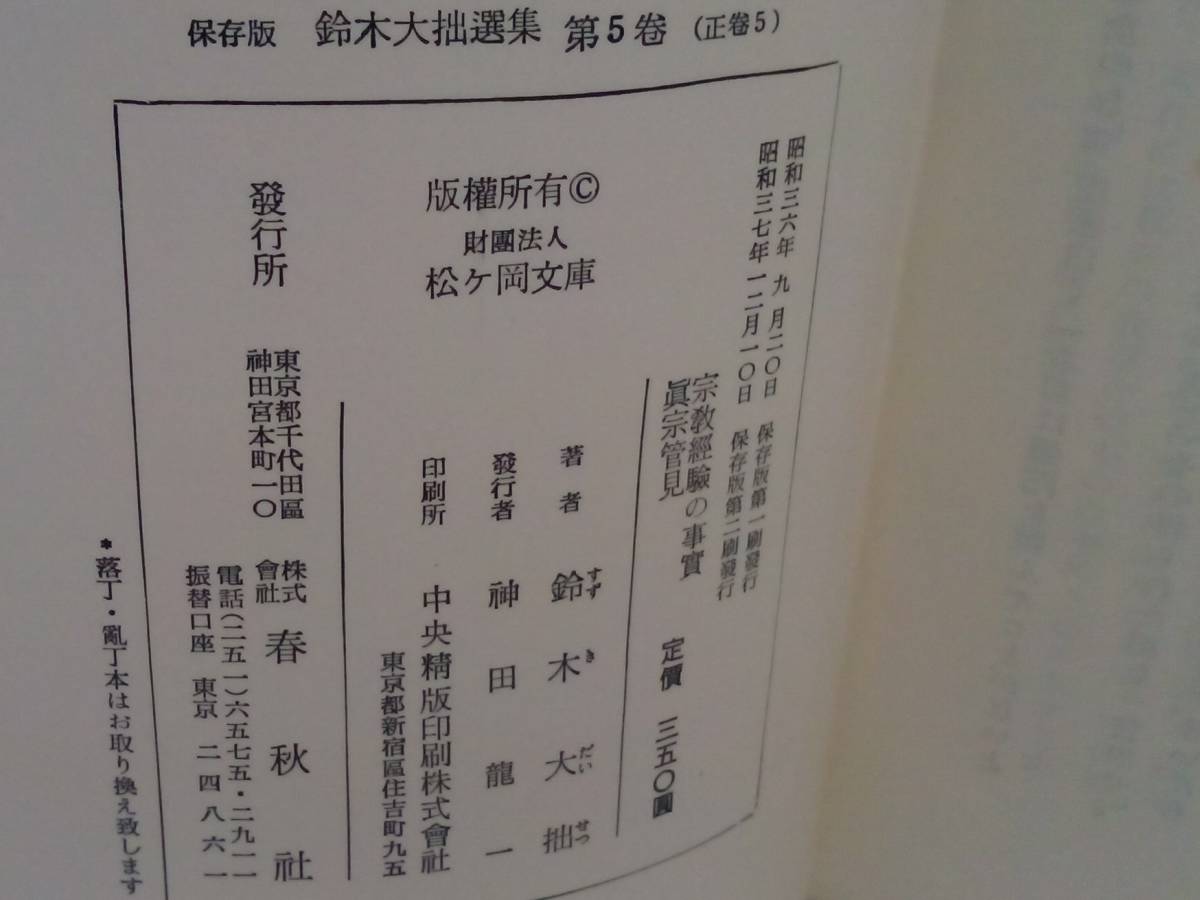 保存版 鈴木大拙選集 第5巻 (正巻5)
昭和三六年 九 月二〇日 保存版第一刷發行
昭和三七年一二月一〇日 保存版第二刷發行
宗教經驗の事實
眞宗管見
定價 三五〇圓
著者 鈴木大拙
すず き だい せつ
發行者 神田龍一
印刷所 中央精版印刷株式會社
東京都新宿區住吉町九五
版權所有©
財團法人
松ケ岡文庫
發行所
東京都千代田區
神田宮本町一〇
株式會社 春秋社
電話(二五一)六五七五・二九一一
振替口座 東京 二四八六一
*落丁・亂丁本はお取り換え致します